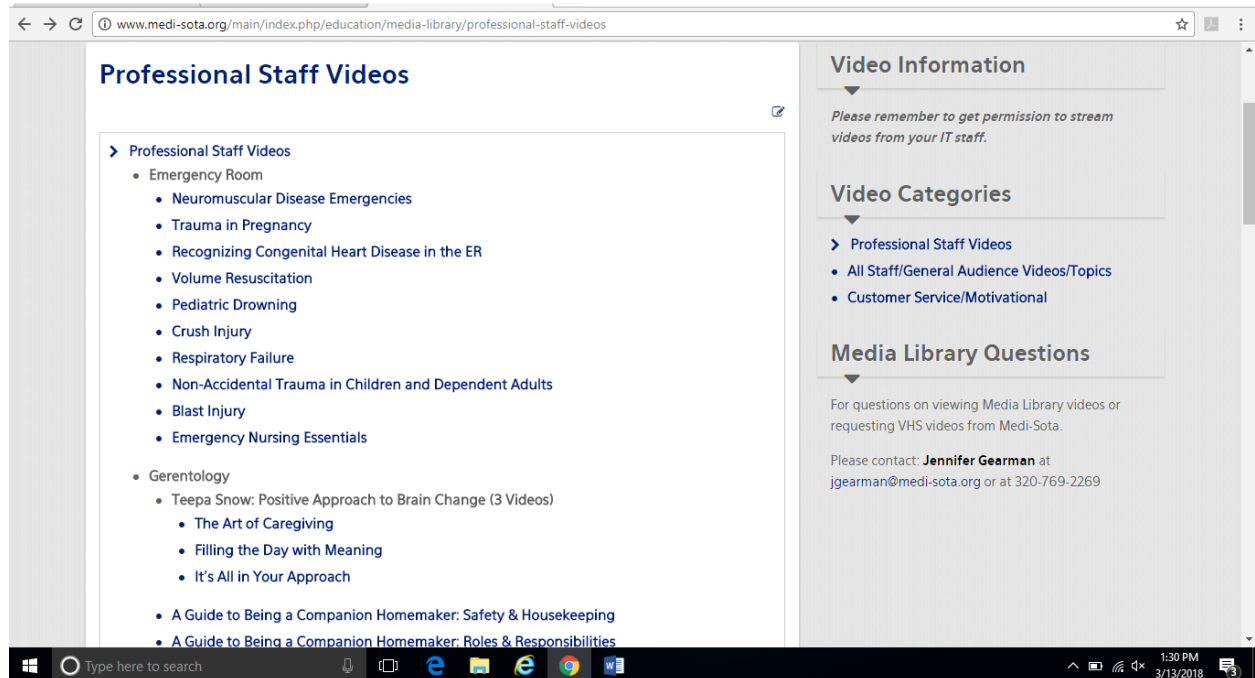 www.medi-sota.org/main/index.php/education/media-library/professional-staff-videos
Professional Staff Videos
Professional Staff Videos
Emergency Room
Neuromuscular Disease Emergencies
Trauma in Pregnancy
Recognizing Congenital Heart Disease in the ER
Volume Resuscitation
Pediatric Drowning
Crush Injury
Respiratory Failure
Non-Accidental Trauma in Children and Dependent Adults
Blast Injury
Emergency Nursing Essentials
Gerentology
Teepa Snow: Positive Approach to Brain Change (3 Videos)
The Art of Caregiving
Filling the Day with Meaning
It's All in Your Approach
A Guide to Being a Companion Homemaker: Safety & Housekeeping
A Guide to Being a Companion Homemaker: Roles & Responsibilities
Video Information
Please remember to get permission to stream
videos from your IT staff.
Video Categories
Professional Staff Videos
All Staff/General Audience Videos/Topics
Customer Service/Motivational
Media Library Questions
For questions on viewing Media Library videos or
requesting VHS videos from Medi-Sota.
Please contact: Jennifer Gearman at
jgearman@medi-sota.org or at 320-769-2269
Type here to search
1:30 PM
3/13/2018
3